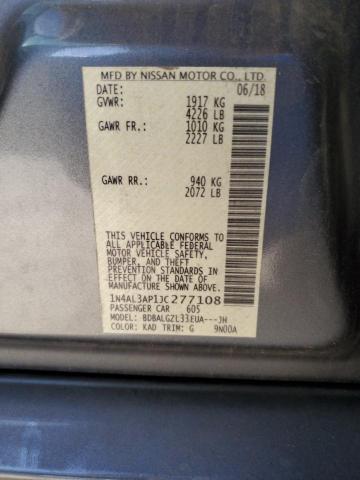 MFD BY NISSAN MOTOR CO., LTD.
DATE: 06/18
GVWR: 1917 KG
4226 LB
GAWR FR.: 1010 KG
2227 LB
GAWR RR.: 940 KG
2072 LB
THIS VEHICLE CONFORMS TO
ALL APPLICABLE FEDERAL
MOTOR VEHICLE SAFETY,
BUMPER, AND THEFT
PREVENTION STANDARDS IN
EFFECT ON THE DATE OF
MANUFACTURE SHOWN ABOVE.
1N4AL3AP1JC277108
PASSENGER CAR 605
MODEL: BDBALGZL33EUA---JH
COLOR: KAD TRIM: G 9N00A